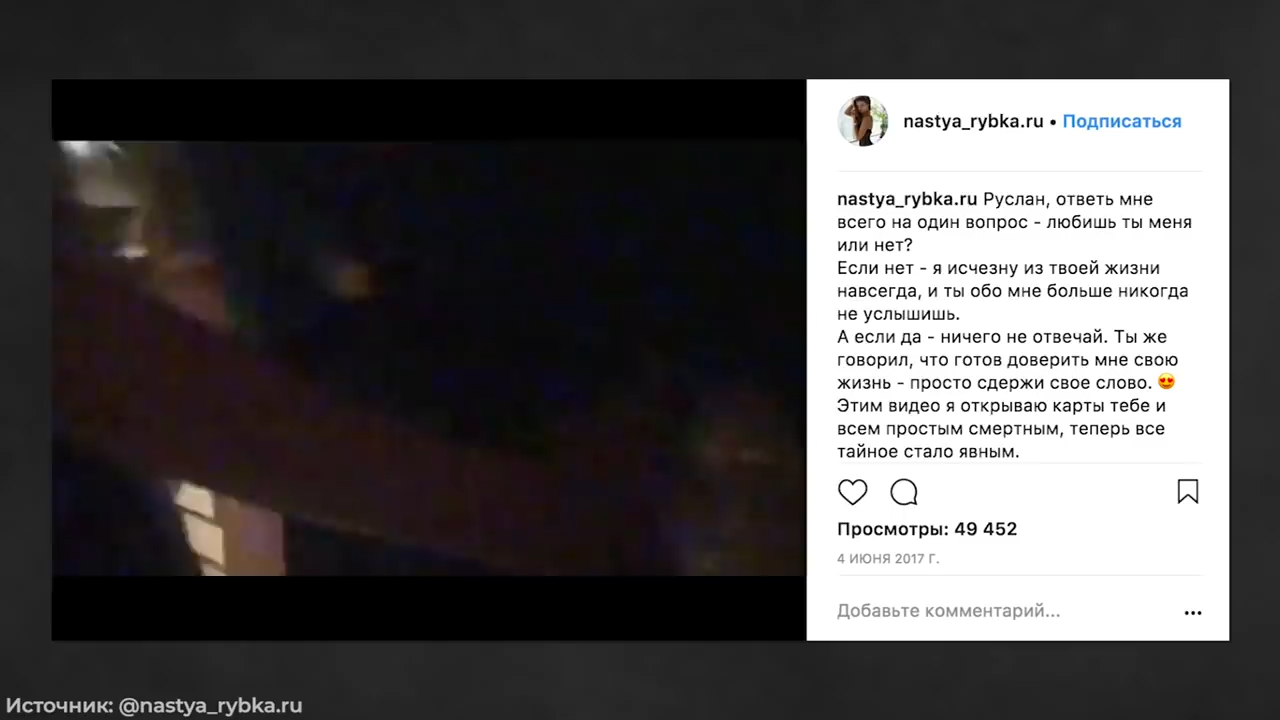 nastya_rybka.ru • Подписаться
nastya_rybka.ru Руслан, ответь мне
всего на один вопрос - любишь ты меня
или нет?
Если нет - я исчезну из твоей жизни
навсегда, и ты обо мне больше никогда
не услышишь.
А если да - ничего не отвечай. Ты же
говорил, что готов доверить мне свою
жизнь - просто сдержи свое слово. 😍
Этим видео я открываю карты тебе и
всем простым смертным, теперь все
тайное стало явным.
Просмотры: 49 452
4 ИЮНЯ 2017 Г.
Добавьте комментарий...
Источник: @nastya_rybka.ru